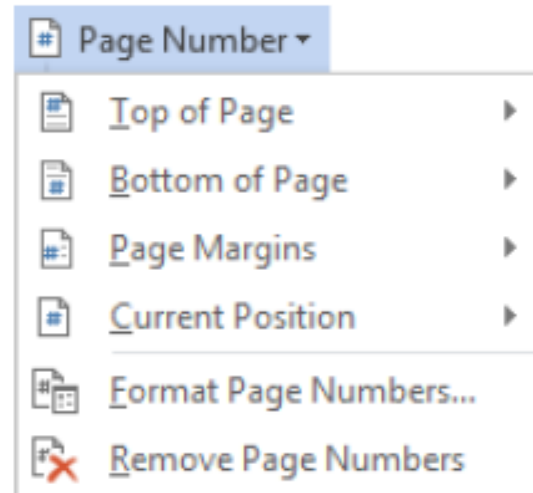 Page Number
Top of Page
Bottom of Page
Page Margins
Current Position
Format Page Numbers...
Remove Page Numbers